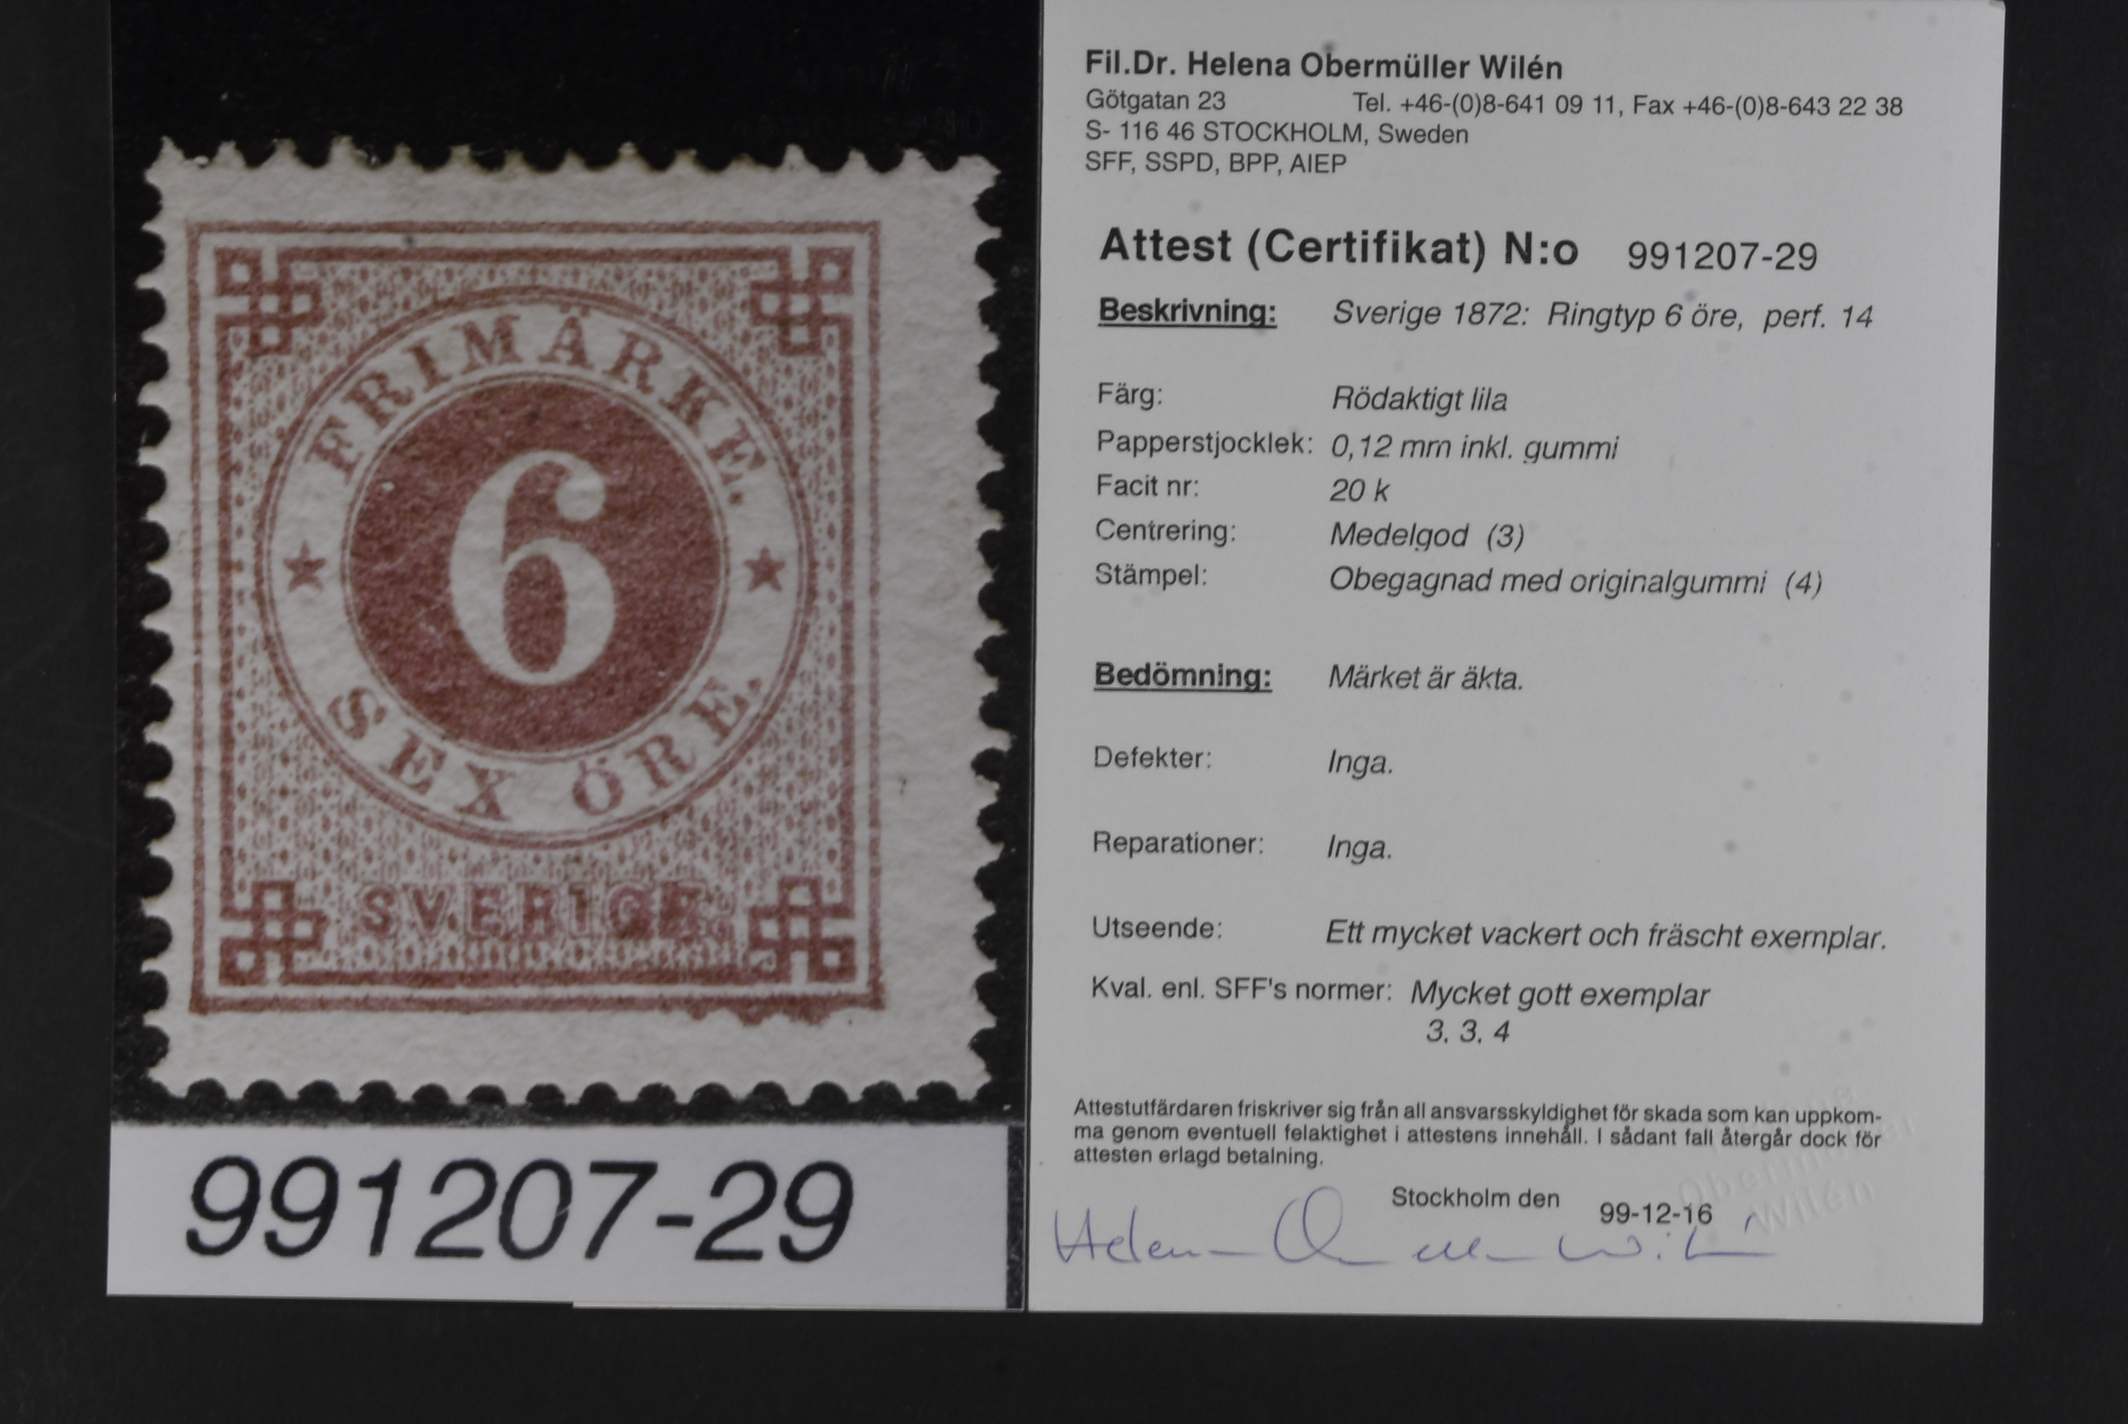 FRIMÄRKE.
6
SEX ÖRE.
SVERIGE.
991207-29
Fil.Dr. Helena Obermüller Wilén
Götgatan 23 Tel. +46-(0)8-641 09 11, Fax +46-(0)8-643 22 38
S- 116 46 STOCKHOLM, Sweden
SFF, SSPD, BPP, AIEP
Attest (Certifikat) N:o 991207-29
Beskrivning: Sverige 1872: Ringtyp 6 öre, perf. 14
Färg: Rödaktigt lila
Papperstjocklek: 0,12 mm inkl. gummi
Facit nr: 20 k
Centrering: Medelgod (3)
Stämpel: Obegagnad med originalgummi (4)
Bedömning: Märket är äkta.
Defekter: Inga.
Reparationer: Inga.
Utseende: Ett mycket vackert och fräscht exemplar.
Kval. enl. SFF's normer: Mycket gott exemplar
3. 3. 4
Attestutfärdaren friskriver sig från all ansvarsskyldighet för skada som kan uppkom-
ma genom eventuell felaktighet i attestens innehåll. I sådant fall återgår dock för
attesten erlagd betalning.
Stockholm den 99-12-16
Obermüller
Wilén